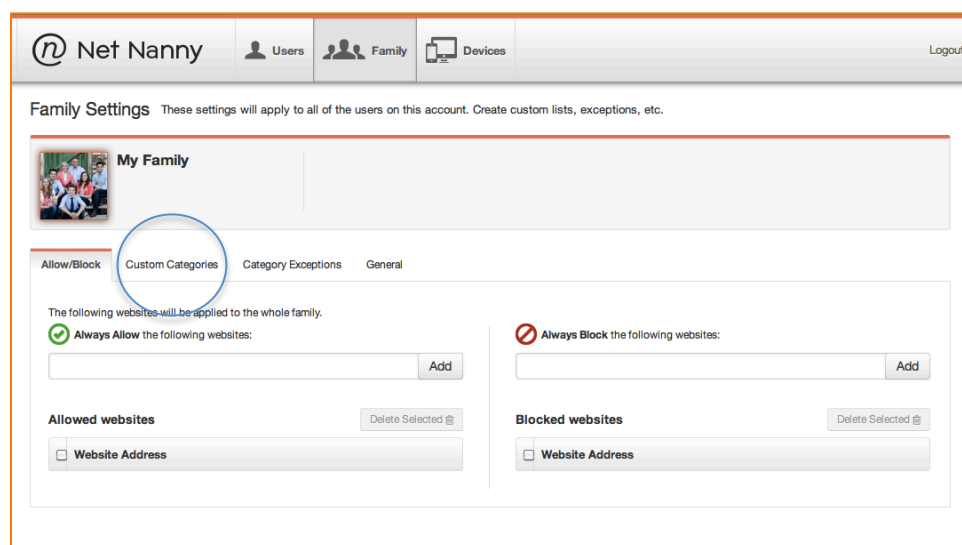 Net Nanny Users Family Devices Logout
Family Settings These settings will apply to all of the users on this account. Create custom lists, exceptions, etc.
My Family
Allow/Block Custom Categories Category Exceptions General
The following websites will be applied to the whole family.
Always Allow the following websites:
Add
Allowed websites Delete Selected
Website Address
Always Block the following websites:
Add
Blocked websites Delete Selected
Website Address